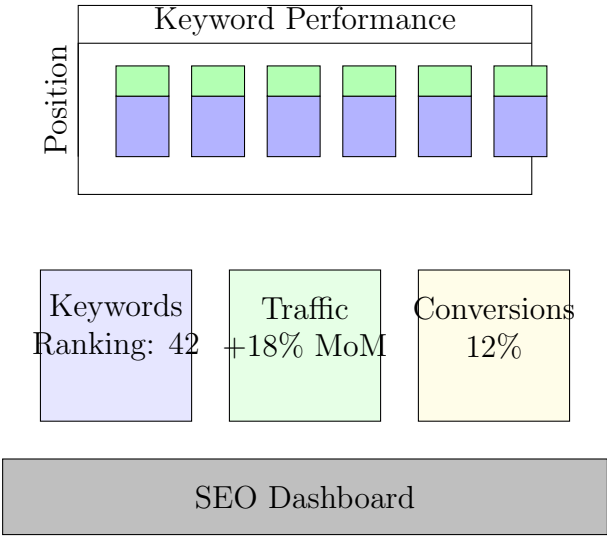 Keyword Performance
Position
Keywords
Ranking: 42
Traffic
+18% MoM
Conversions
12%
SEO Dashboard